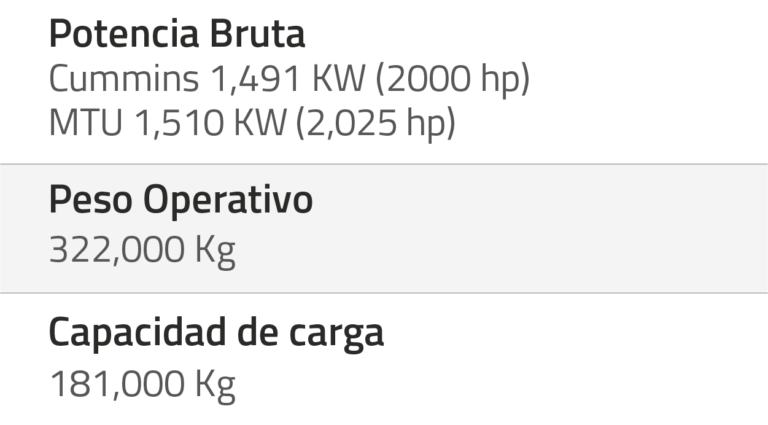 Potencia Bruta
Cummins 1,491 KW (2000 hp)
MTU 1,510 KW (2,025 hp)
Peso Operativo
322,000 Kg
Capacidad de carga
181,000 Kg